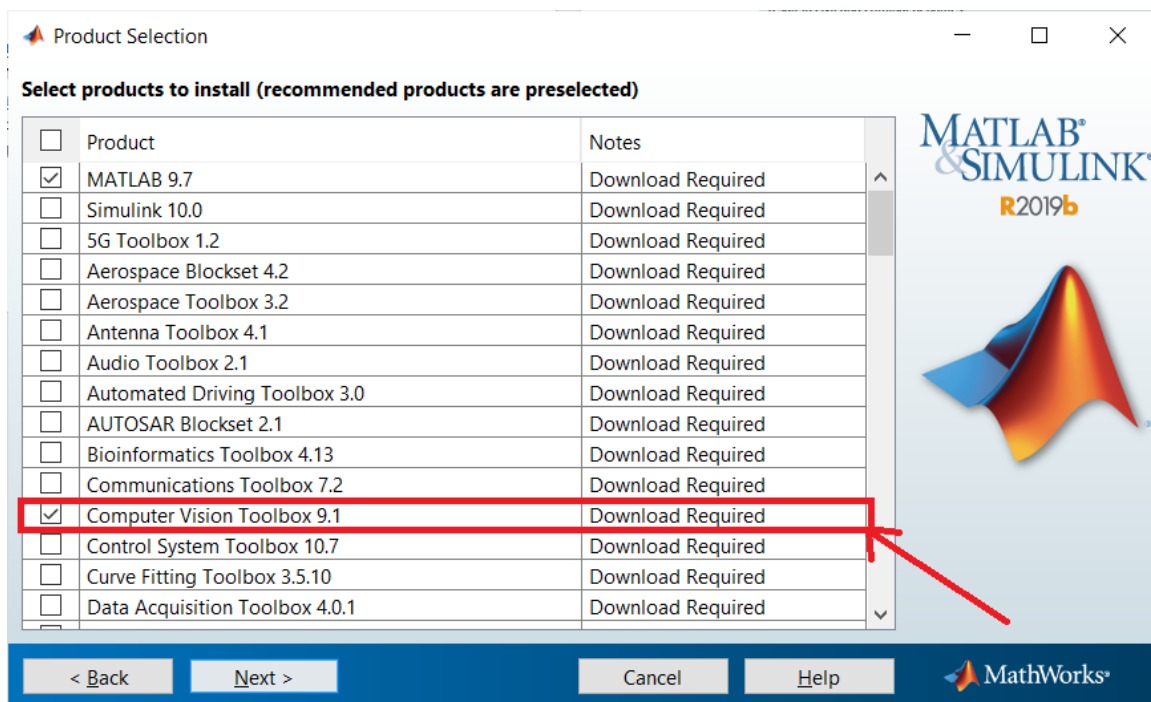 Product Selection
Select products to install (recommended products are preselected)
Product Notes
MATLAB 9.7 Download Required
Simulink 10.0 Download Required
5G Toolbox 1.2 Download Required
Aerospace Blockset 4.2 Download Required
Aerospace Toolbox 3.2 Download Required
Antenna Toolbox 4.1 Download Required
Audio Toolbox 2.1 Download Required
Automated Driving Toolbox 3.0 Download Required
AUTOSAR Blockset 2.1 Download Required
Bioinformatics Toolbox 4.13 Download Required
Communications Toolbox 7.2 Download Required
Computer Vision Toolbox 9.1 Download Required
Control System Toolbox 10.7 Download Required
Curve Fitting Toolbox 3.5.10 Download Required
Data Acquisition Toolbox 4.0.1 Download Required
MATLAB®
&SIMULINK®
R2019b
< Back Next > Cancel Help MathWorks®